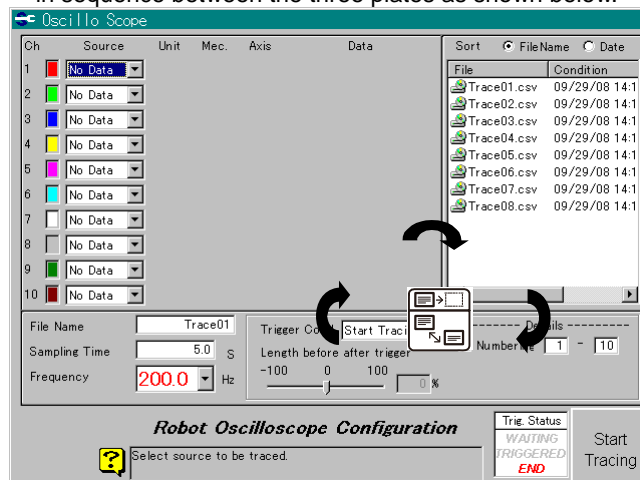 in sequence between the three plates as shown below.
Oscillo Scope
Ch Source Unit Mec. Axis Data
1 No Data
2 No Data
3 No Data
4 No Data
5 No Data
6 No Data
7 No Data
8 No Data
9 No Data
10 No Data
Sort FileName Date
File Condition
Trace01.csv 09/29/08 14:1
Trace02.csv 09/29/08 14:1
Trace03.csv 09/29/08 14:1
Trace04.csv 09/29/08 14:1
Trace05.csv 09/29/08 14:1
Trace06.csv 09/29/08 14:1
Trace07.csv 09/29/08 14:1
Trace08.csv 09/29/08 14:1
File Name Trace01
Sampling Time 5.0 S
Frequency 200.0 Hz
Trigger Start Traci
Length before after trigger
-100 0 100
0 %
Numbering 1 - 10
Robot Oscilloscope Configuration
Select source to be traced.
Trig. Status
WAITING
TRIGGERED
END
Start
Tracing